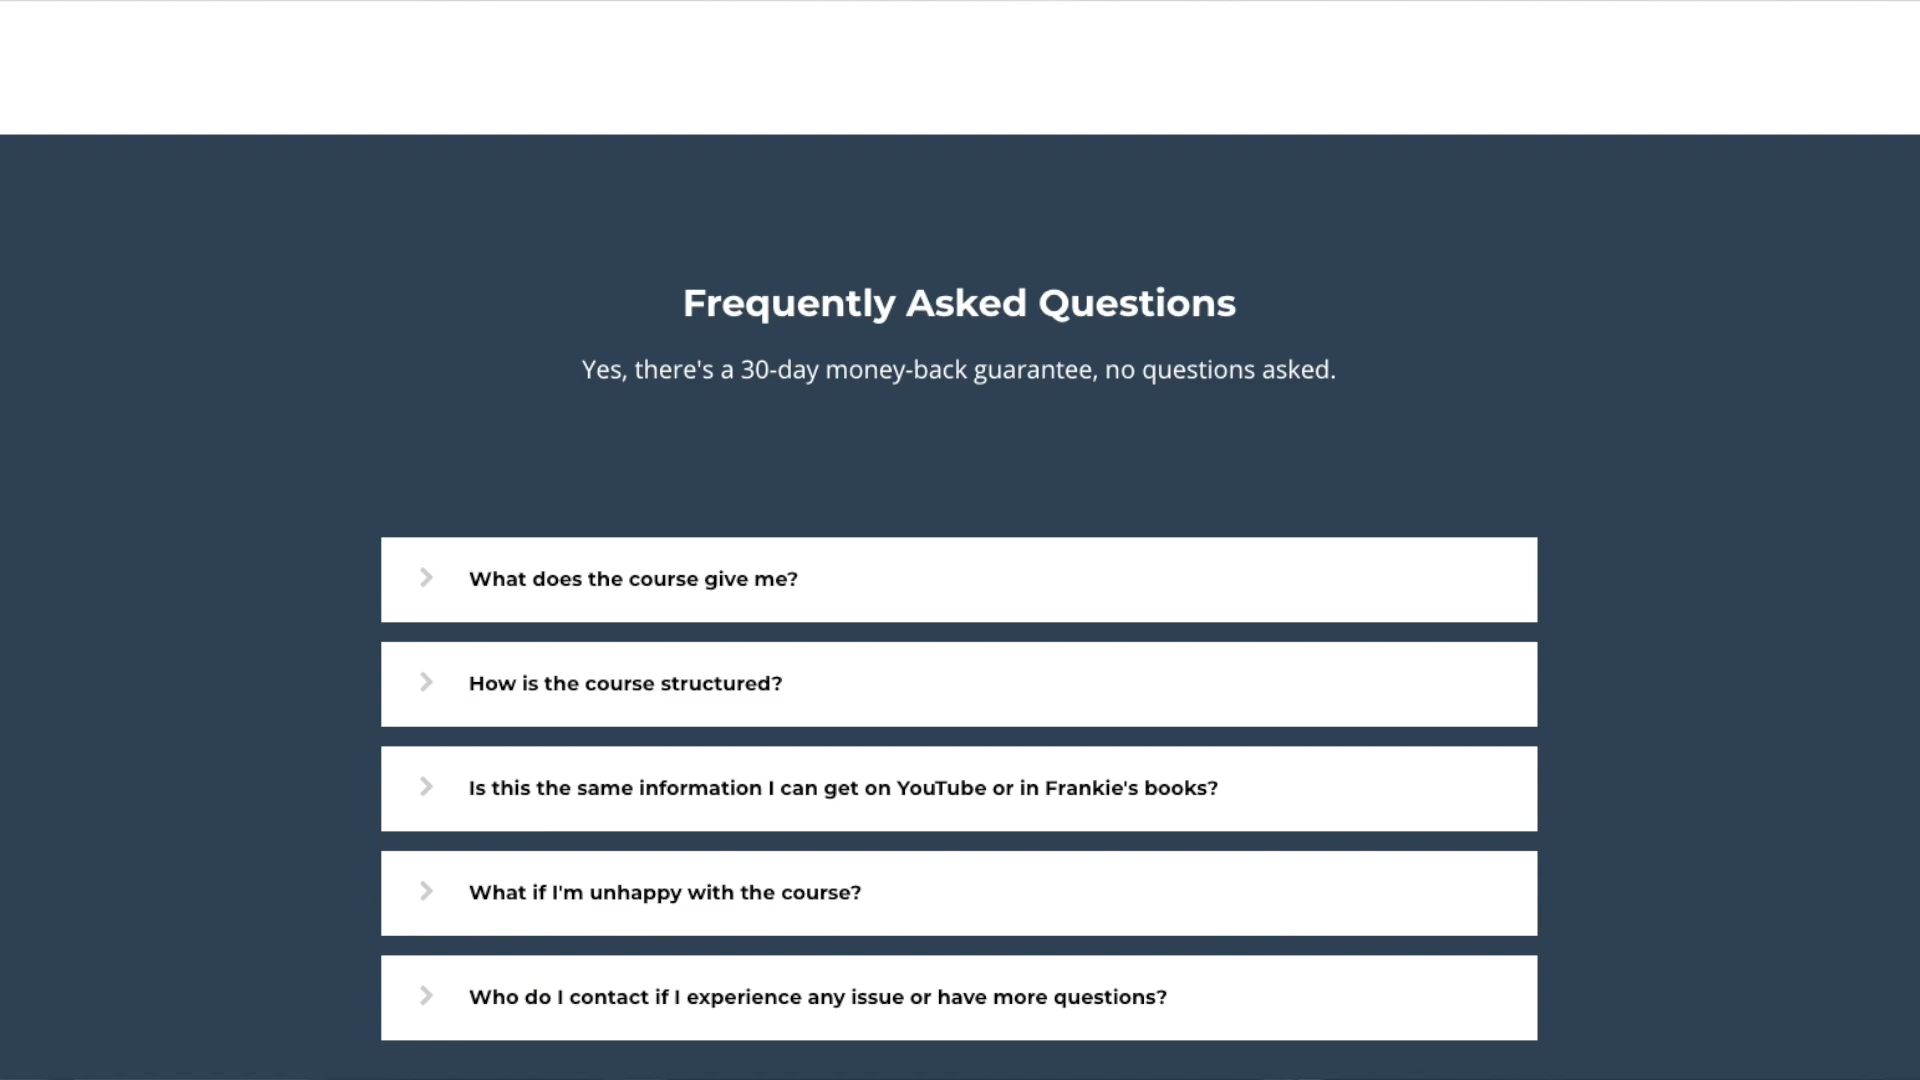 Frequently Asked Questions
Yes, there's a 30-day money-back guarantee, no questions asked.
What does the course give me?
How is the course structured?
Is this the same information I can get on YouTube or in Frankie's books?
What if I'm unhappy with the course?
Who do I contact if I experience any issue or have more questions?